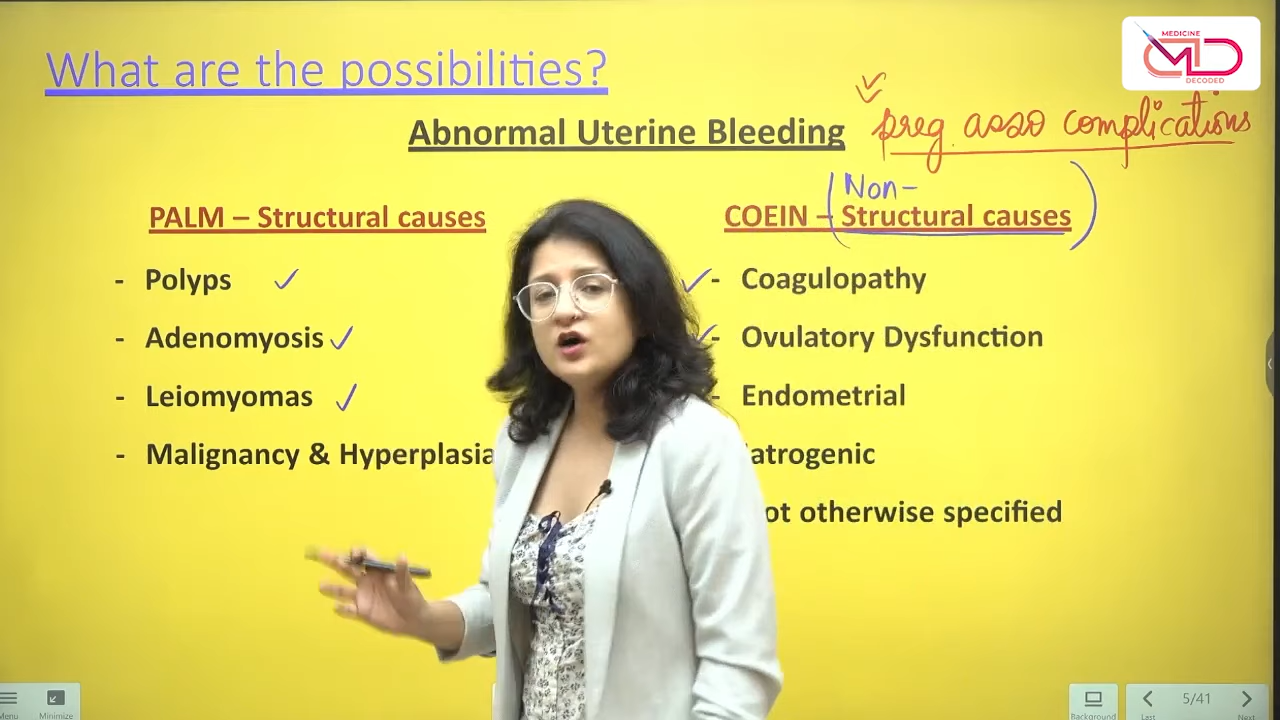 What are the possibilities?
MEDICINE
MD
DECODED
preg asso complications
Abnormal Uterine Bleeding
Non-
PALM – Structural causes
COEIN – Structural causes
- Polyps
- Coagulopathy
- Adenomyosis
- Ovulatory Dysfunction
- Leiomyomas
- Endometrial
- Malignancy & Hyperplasia
atrogenic
ot otherwise specified
Menu
Minimize
Background
Last
5/41
Next